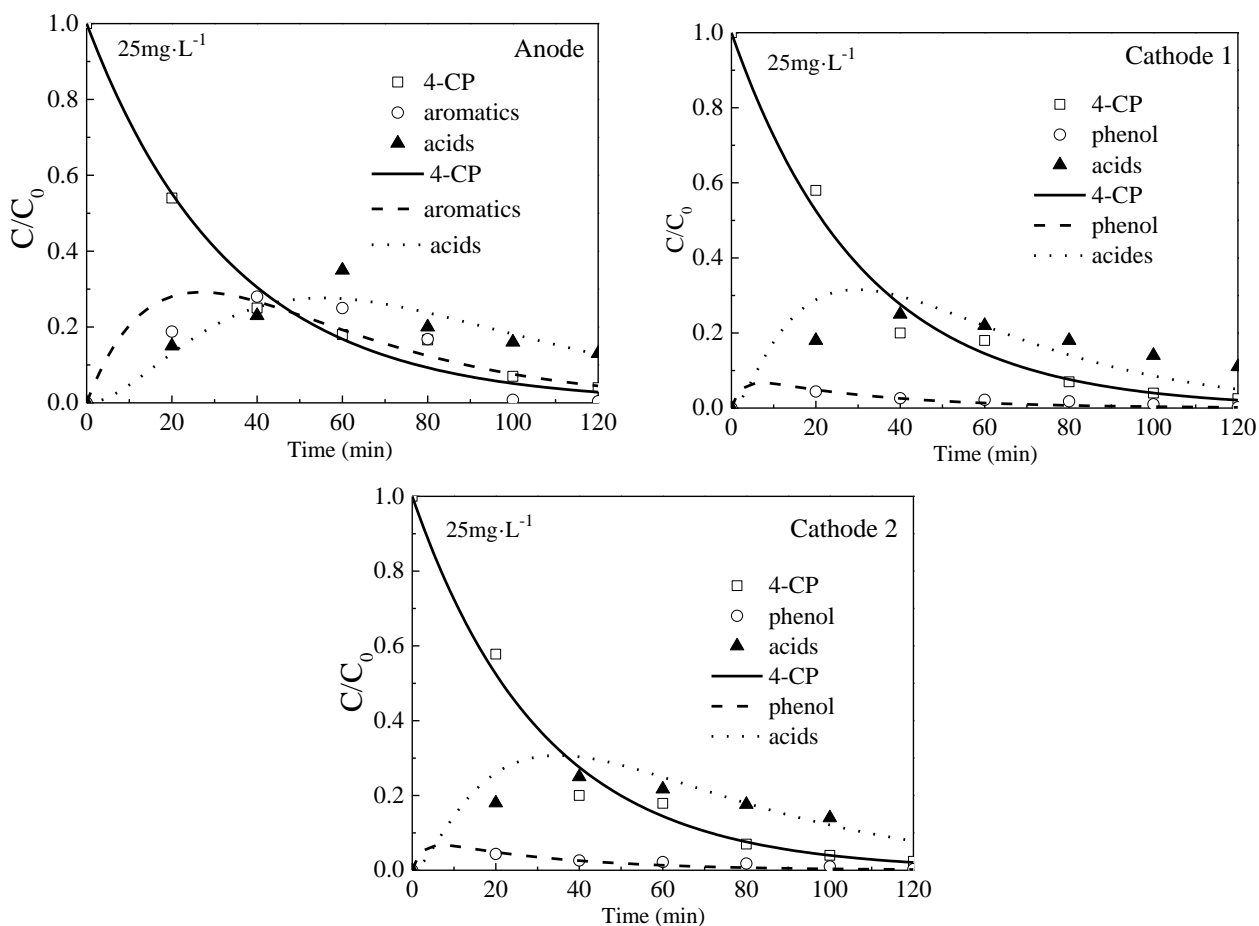 25mg·L⁻¹ Anode
4-CP
aromatics
acids
4-CP
aromatics
acids
C/C₀
1.0
0.8
0.6
0.4
0.2
0.0
0 20 40 60 80 100 120
Time (min)
25mg·L⁻¹ Cathode 1
4-CP
phenol
acids
4-CP
phenol
acides
C/C₀
1.0
0.8
0.6
0.4
0.2
0.0
0 20 40 60 80 100 120
Time (min)
25mg·L⁻¹ Cathode 2
4-CP
phenol
acids
4-CP
phenol
acids
C/C₀
1.0
0.8
0.6
0.4
0.2
0.0
0 20 40 60 80 100 120
Time (min)